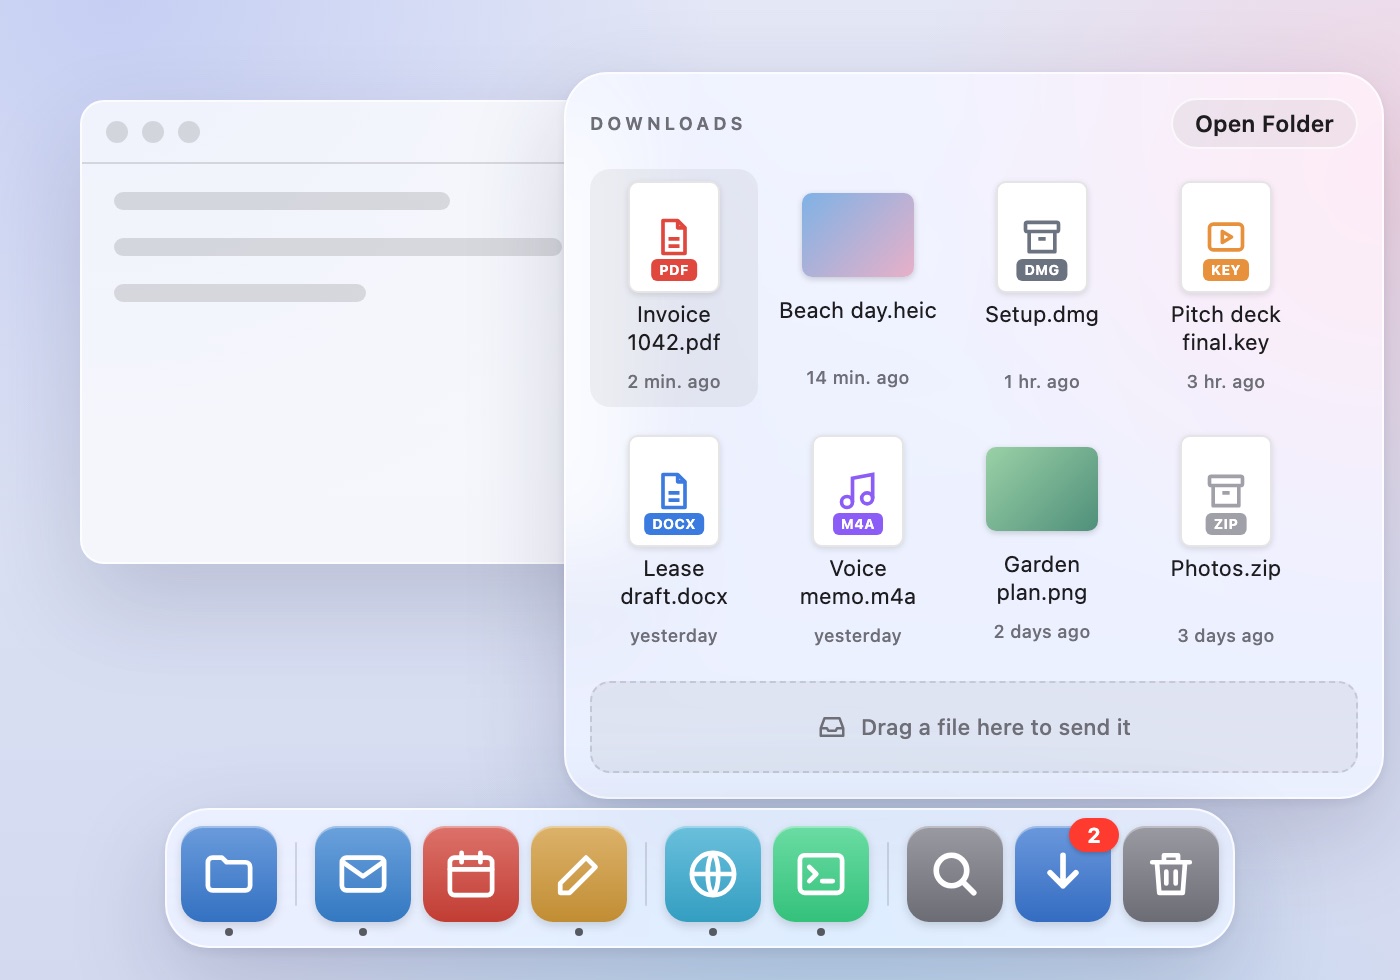 DOWNLOADS
Open Folder
PDF
DMG
KEY
Invoice
1042.pdf
Beach day.heic
Setup.dmg
Pitch deck
final.key
2 min. ago
14 min. ago
1 hr. ago
3 hr. ago
DOCX
M4A
ZIP
Lease
draft.docx
Voice
memo.m4a
Garden
plan.png
Photos.zip
yesterday
yesterday
2 days ago
3 days ago
Drag a file here to send it
2